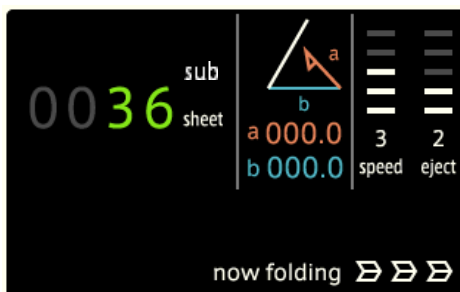 sub
0036 sheet
a
b
a 000.0
b 000.0
3 2
speed eject
now folding